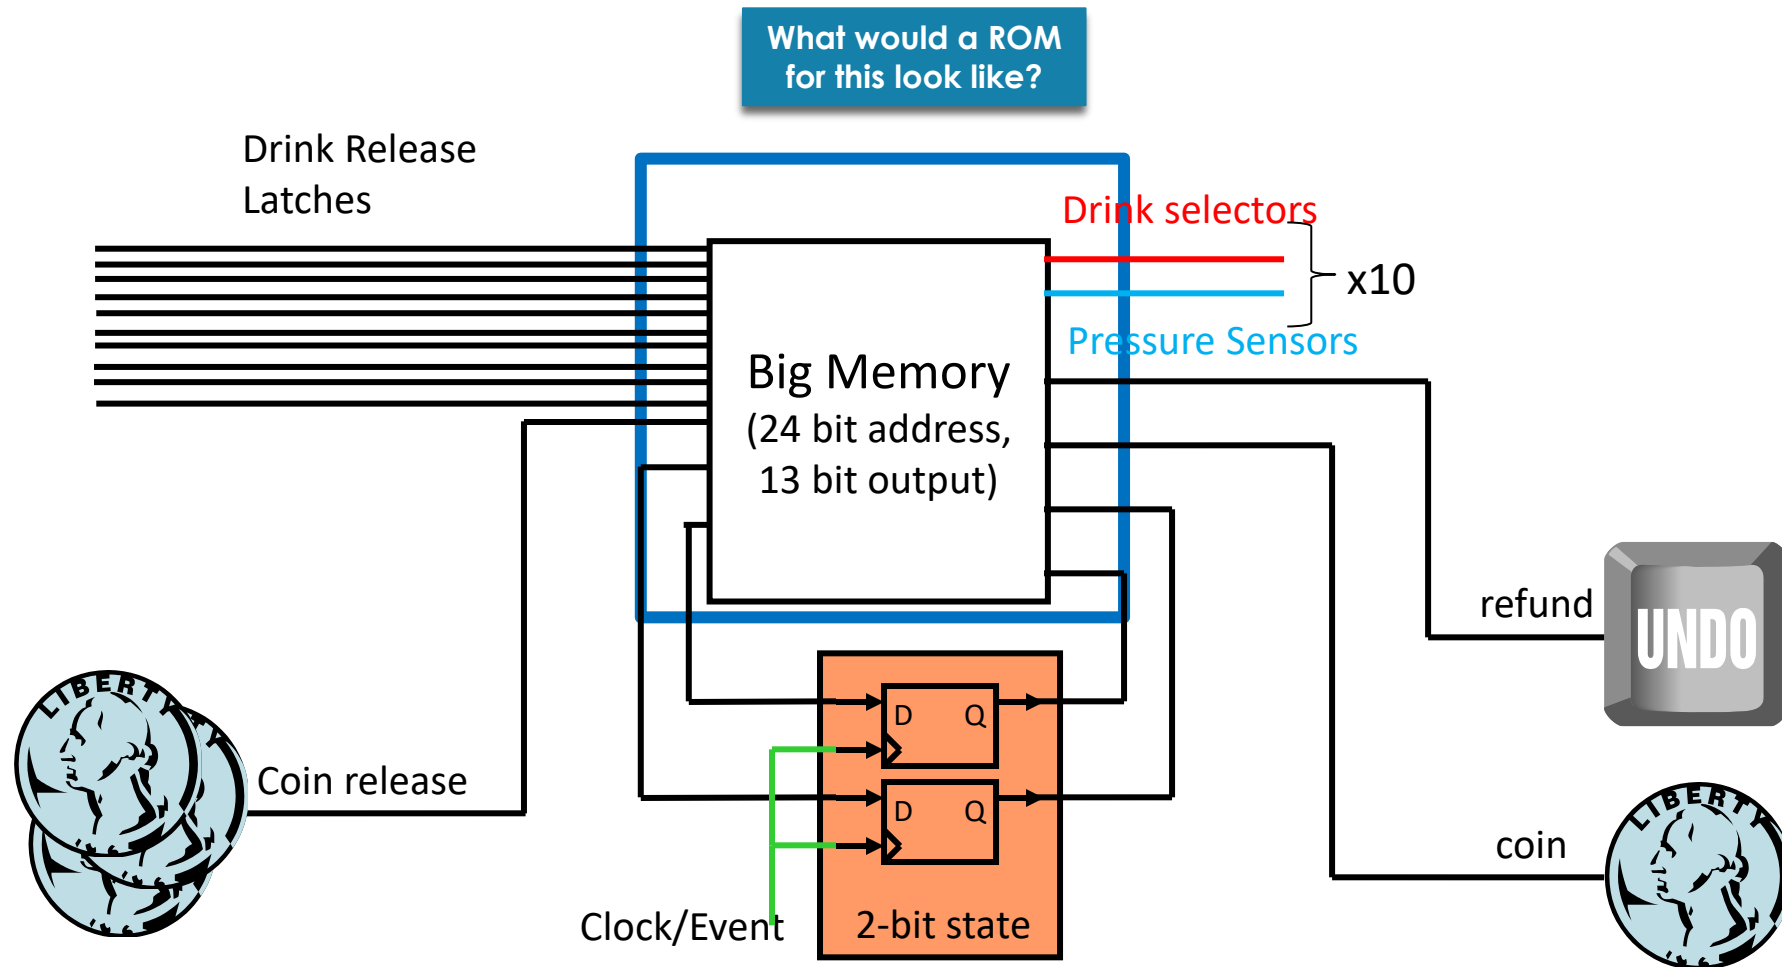 What would a ROM
for this look like?
Drink Release
Latches
Drink selectors
x10
Pressure Sensors
Big Memory
(24 bit address,
13 bit output)
refund
UNDO
LIBERTY
LIBERTY
D Q
D Q
Coin release
coin
Clock/Event
2-bit state